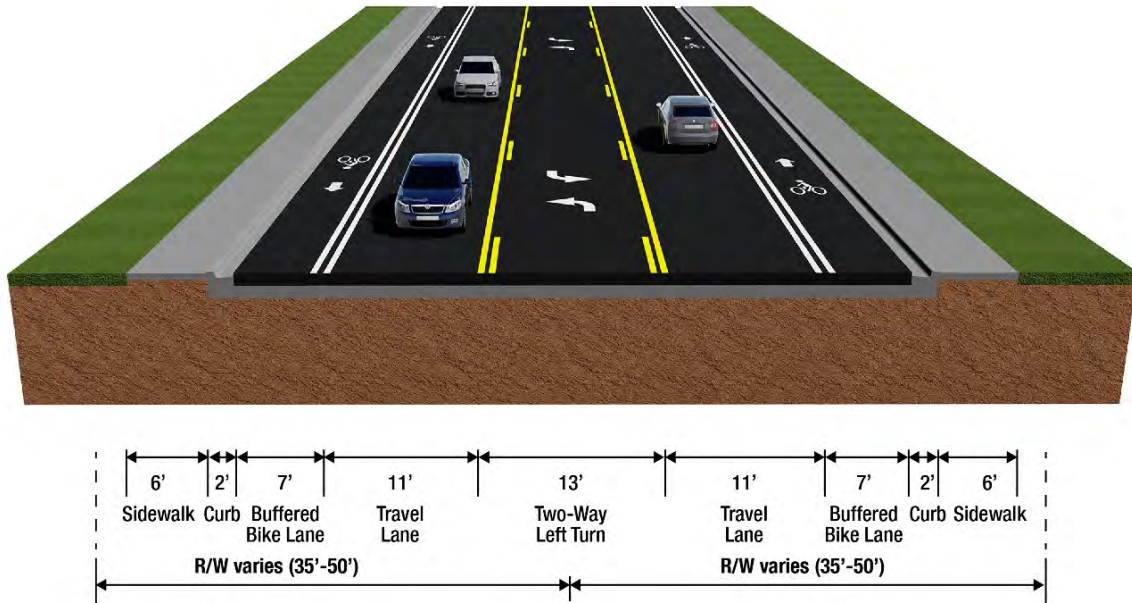 6’ 2’ 7’ 11’ 13’ 11’ 7’ 2’ 6’
Sidewalk Curb Buffered Travel Two-Way Travel Buffered Curb Sidewalk
Bike Lane Lane Left Turn Lane Bike Lane
R/W varies (35’-50’) R/W varies (35’-50’)